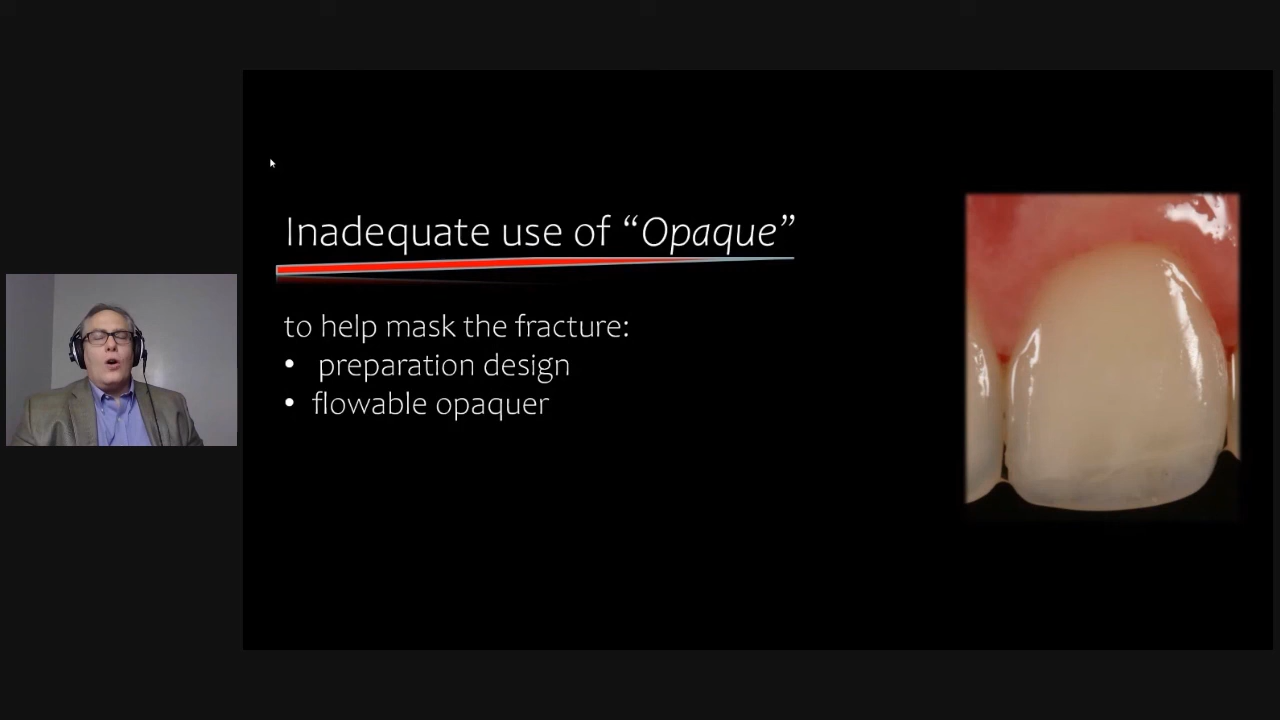 Inadequate use of “Opaque”
to help mask the fracture:
• preparation design
• flowable opaquer